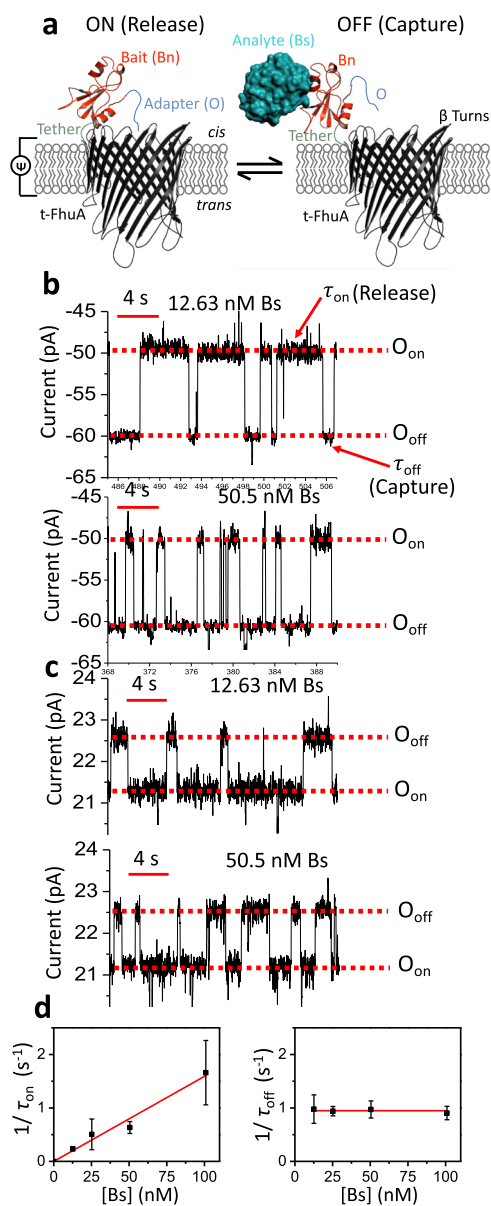 a
ON (Release)
OFF (Capture)
Bait (Bn)
Adapter (O)
Tether
cis
trans
Ψ
t-FhuA
Analyte (Bs)
Bn
O
Tether
β Turns
t-FhuA
b
4 s
12.63 nM Bs
τon (Release)
Current (pA)
-45
-50
-55
-60
-65
Oon
Ooff
τoff
(Capture)
486 488 490 492 494 496 498 500 502 504 506
4 s
50.5 nM Bs
Current (pA)
-45
-50
-55
-60
-65
Oon
Ooff
368 372 376 380 384 388
c
4 s
12.63 nM Bs
Current (pA)
24
23
22
21
Ooff
Oon
4 s
50.5 nM Bs
Current (pA)
24
23
22
21
Ooff
Oon
d
1/ τon (s-1)
2
1
0
0 25 50 75 100
[Bs] (nM)
1/ τoff (s-1)
2
1
0
0 25 50 75 100
[Bs] (nM)